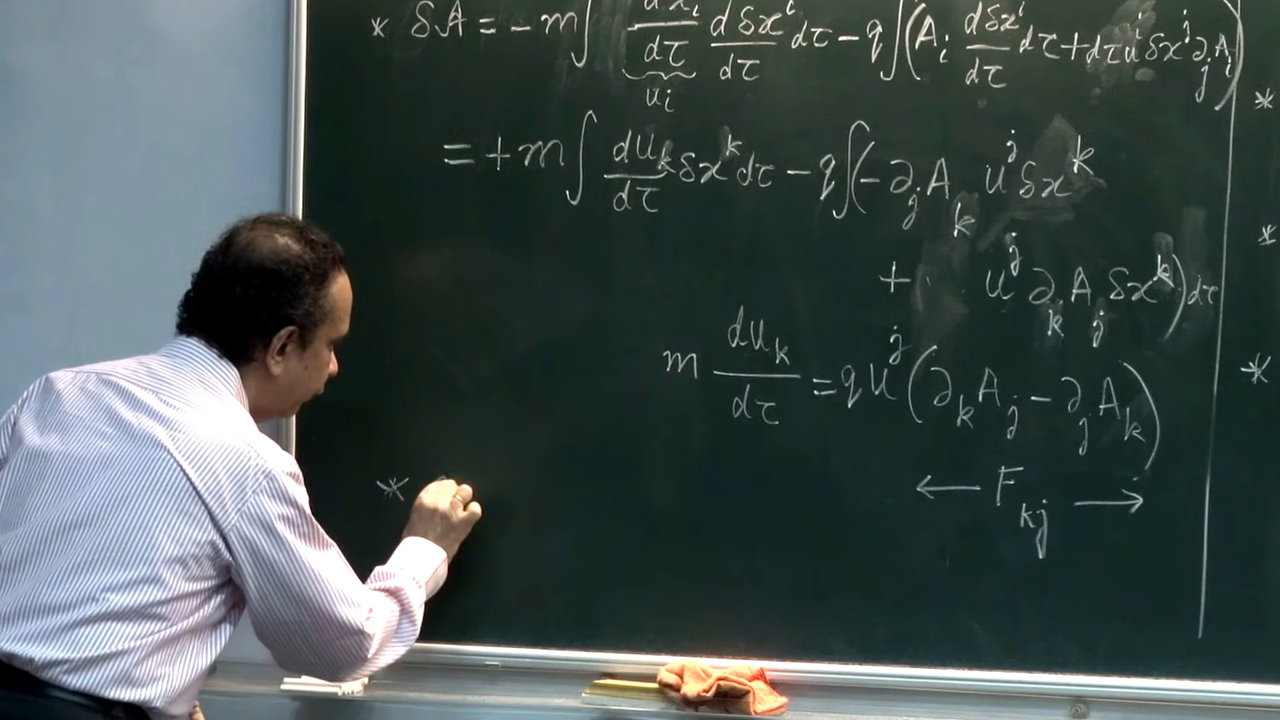 * δA = - m∫ dx_i/dτ dδx^i/dτ dτ - q∫(A_i dδx^i/dτ dτ + dτ u^i δx^j ∂_j A_i)
u_i
= + m∫ du_k/dτ δx^k dτ - q∫(- ∂_j A_k u^j δx^k
+ u^j ∂_k A_j δx^k) dτ
m du_k/dτ = q u^j (∂_k A_j - ∂_j A_k)
← F_kj →
*
*
*
*